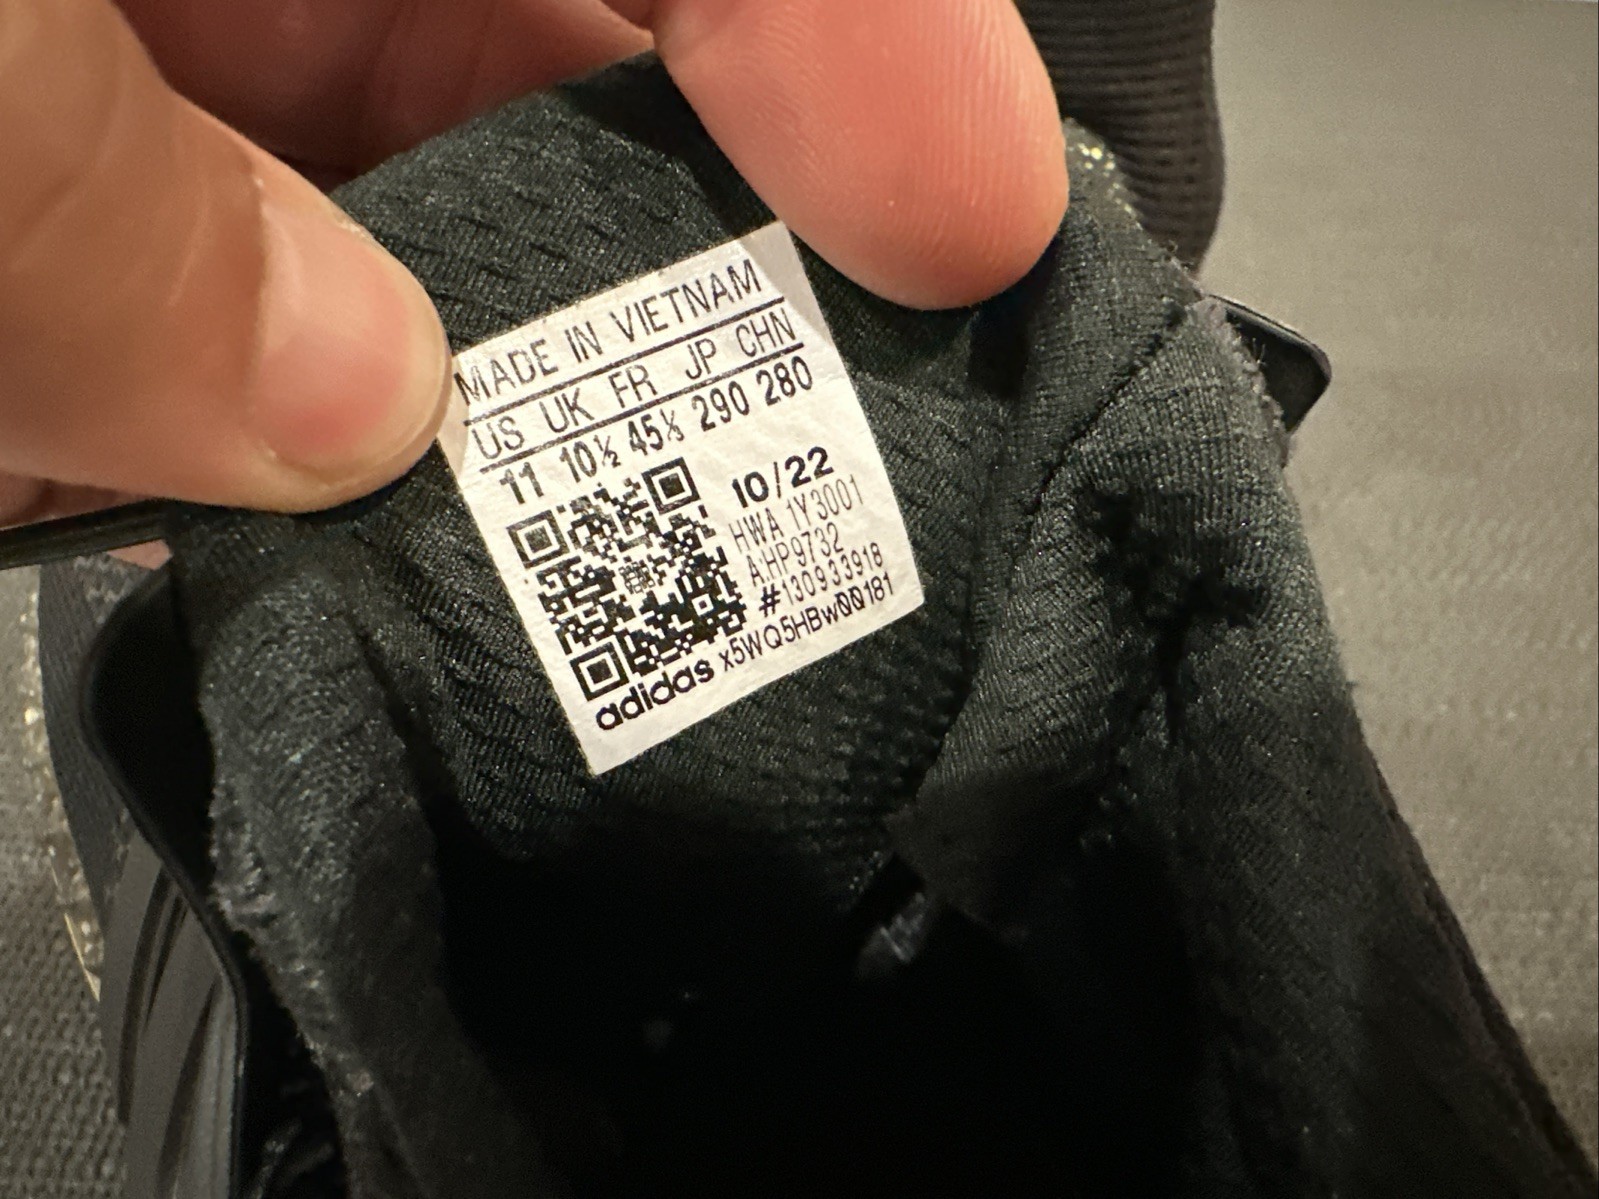 MADE IN VIETNAM
US UK FR JP CHN
11 10½ 45⅓ 290 280
10/22
HWA 1Y3001
A:HP9732
#130933918
adidas x5WQ5HBw00181